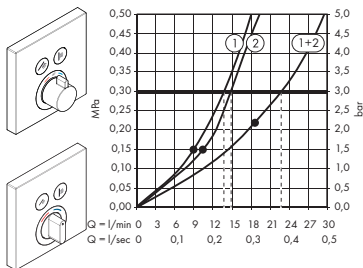 0,50 5,0
0,45 1 2 1+2 4,5
0,40 4,0
0,35 3,5
0,30 3,0
MPa 0,25 2,5 bar
0,20 2,0
0,15 1,5
0,10 1,0
0,05 0,5
0,00 0,0
Q = l/min 0 3 6 9 12 15 18 21 24 27 30
Q = l/sec 0 0,1 0,2 0,3 0,4 0,5